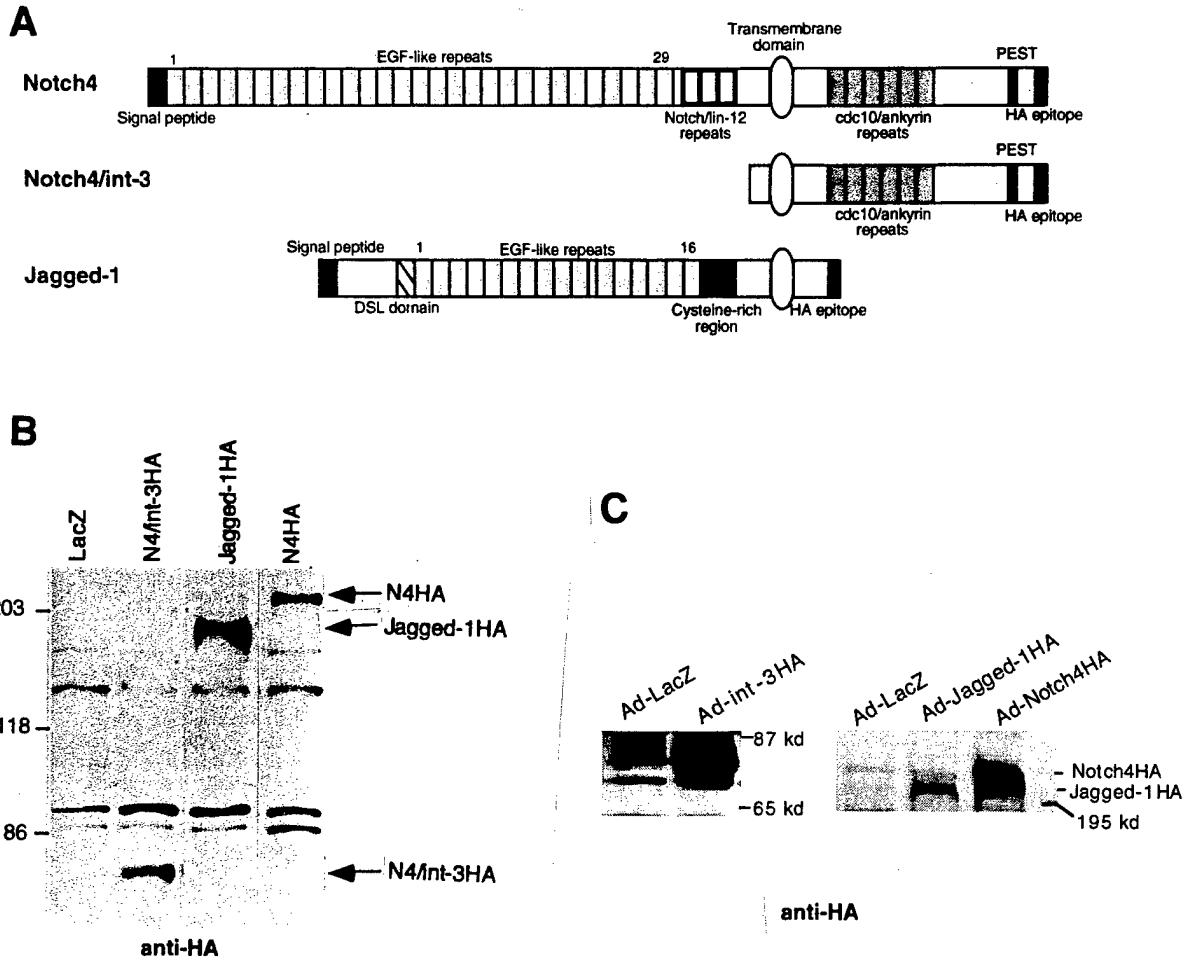 A
Transmembrane
domain
1
EGF-like repeats
29
PEST
Notch4
Signal peptide
Notch/lin-12
repeats
cdc10/ankyrin
repeats
HA epitope
PEST
Notch4/int-3
cdc10/ankyrin
repeats
HA epitope
Signal peptide
1
EGF-like repeats
16
Jagged-1
DSL domain
Cysteine-rich
region
HA epitope
B
LacZ
N4/int-3HA
Jagged-1HA
N4HA
03
118
86
N4HA
Jagged-1HA
N4/int-3HA
anti-HA
C
Ad-LacZ
Ad-int-3HA
87 kd
65 kd
Ad-LacZ
Ad-Jagged-1HA
Ad-Notch4HA
Notch4HA
Jagged-1HA
195 kd
anti-HA